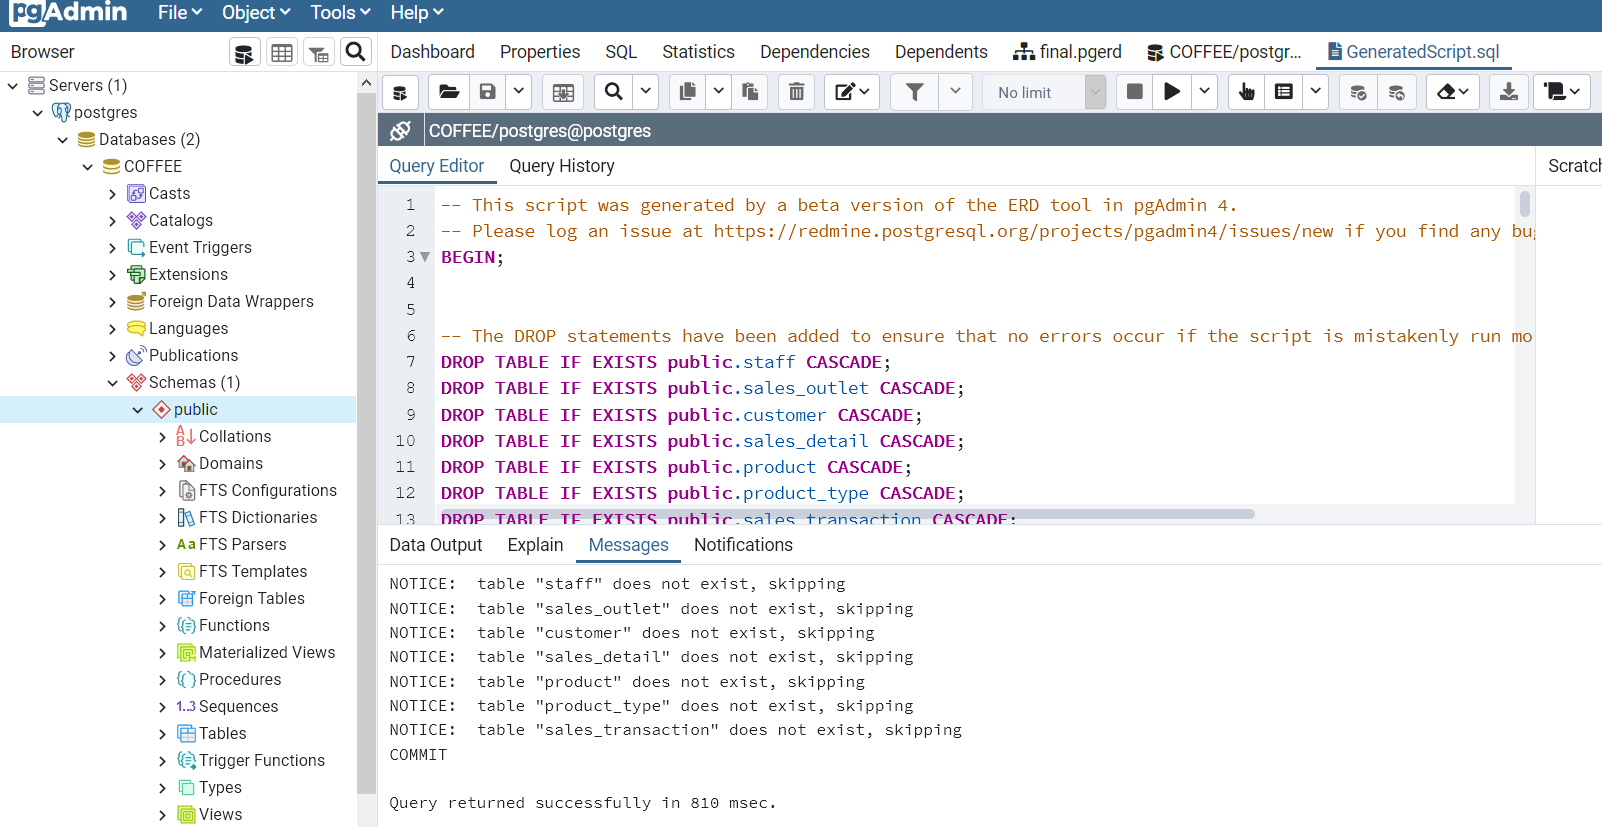 pgAdmin File Object Tools Help
Browser
Dashboard Properties SQL Statistics Dependencies Dependents final.pgerd COFFEE/postgr... GeneratedScript.sql
No limit
Servers (1)
postgres
Databases (2)
COFFEE
Casts
Catalogs
Event Triggers
Extensions
Foreign Data Wrappers
Languages
Publications
Schemas (1)
public
Collations
Domains
FTS Configurations
FTS Dictionaries
Aa FTS Parsers
FTS Templates
Foreign Tables
Functions
Materialized Views
Procedures
1..3 Sequences
Tables
Trigger Functions
Types
Views
COFFEE/postgres@postgres
Query Editor Query History
Scratch
1 -- This script was generated by a beta version of the ERD tool in pgAdmin 4.
2 -- Please log an issue at https://redmine.postgresql.org/projects/pgadmin4/issues/new if you find any bu
3 BEGIN;
4
5
6 -- The DROP statements have been added to ensure that no errors occur if the script is mistakenly run mo
7 DROP TABLE IF EXISTS public.staff CASCADE;
8 DROP TABLE IF EXISTS public.sales_outlet CASCADE;
9 DROP TABLE IF EXISTS public.customer CASCADE;
10 DROP TABLE IF EXISTS public.sales_detail CASCADE;
11 DROP TABLE IF EXISTS public.product CASCADE;
12 DROP TABLE IF EXISTS public.product_type CASCADE;
13 DROP TABLE IF EXISTS public.sales_transaction CASCADE;
Data Output Explain Messages Notifications
NOTICE: table "staff" does not exist, skipping
NOTICE: table "sales_outlet" does not exist, skipping
NOTICE: table "customer" does not exist, skipping
NOTICE: table "sales_detail" does not exist, skipping
NOTICE: table "product" does not exist, skipping
NOTICE: table "product_type" does not exist, skipping
NOTICE: table "sales_transaction" does not exist, skipping
COMMIT
Query returned successfully in 810 msec.